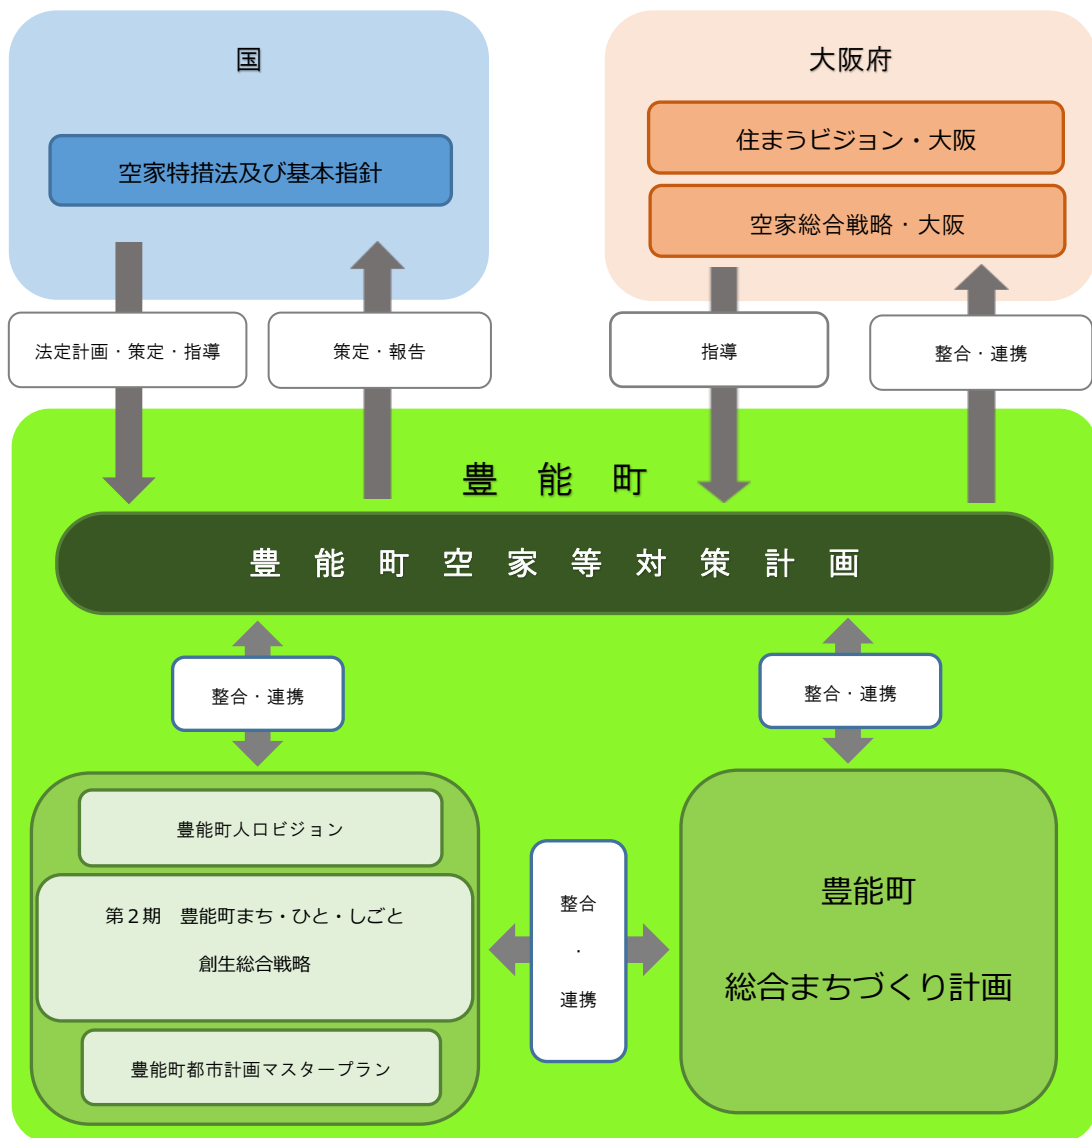 国
空家特措法及び基本指針
大阪府
住まうビジョン・大阪
空家総合戦略・大阪
法定計画・策定・指導
策定・報告
指導
整合・連携
豊　能　町
豊　能　町　空　家　等　対　策　計　画
整合・連携
整合・連携
豊能町人口ビジョン
第２期　豊能町まち・ひと・しごと
創生総合戦略
豊能町都市計画マスタープラン
整合
・
連携
豊能町
総合まちづくり計画